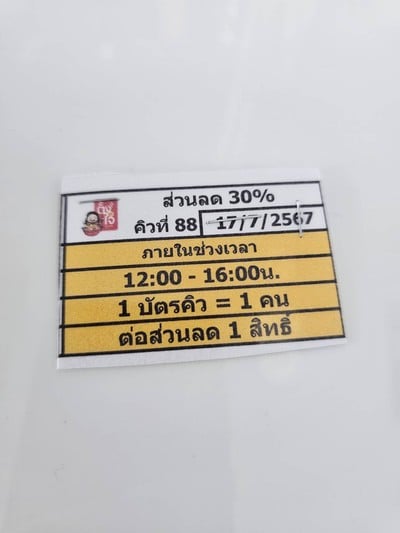 ส่วนลด 30%
คิวที่ 88 17/7/2567
ภายในช่วงเวลา
12:00 - 16:00น.
1 บัตรคิว = 1 คน
ต่อส่วนลด 1 สิทธิ์